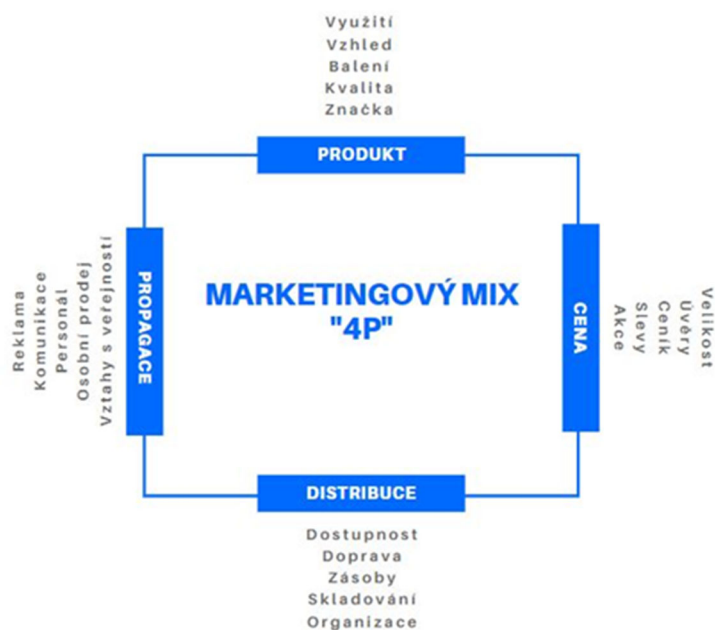 Využití
Vzhled
Balení
Kvalita
Značka
PRODUKT
Reklama
Komunikace
Personál
Osobní prodej
Vztahy s veřejností
PROPAGACE
MARKETINGOVÝ MIX
"4P"
CENA
Velikost
Úvěry
Ceník
Slevy
Akce
DISTRIBUCE
Dostupnost
Doprava
Zásoby
Skladování
Organizace